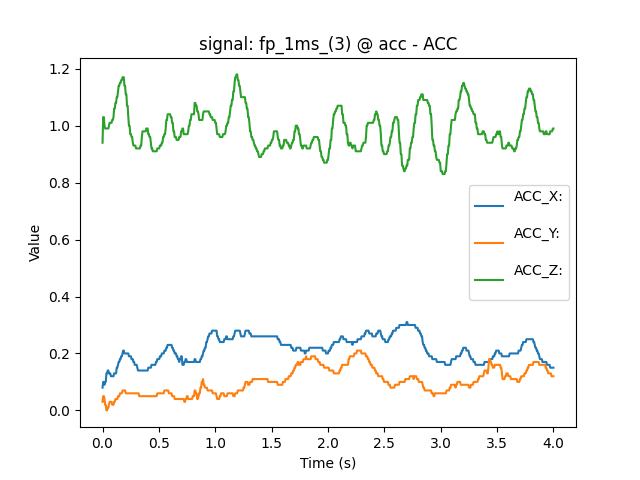 signal: fp_1ms_(3) @ acc - ACC
Value
1.2
1.0
0.8
0.6
0.4
0.2
0.0
ACC_X:
ACC_Y:
ACC_Z:
0.0 0.5 1.0 1.5 2.0 2.5 3.0 3.5 4.0
Time (s)